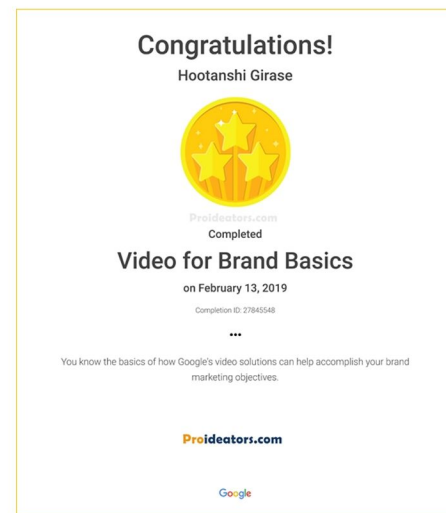 Congratulations!
Hootanshi Girase
Proideators.com
Completed
Video for Brand Basics
on February 13, 2019
Completion ID: 27845548
You know the basics of how Google's video solutions can help accomplish your brand
marketing objectives.
Proideators.com
Google